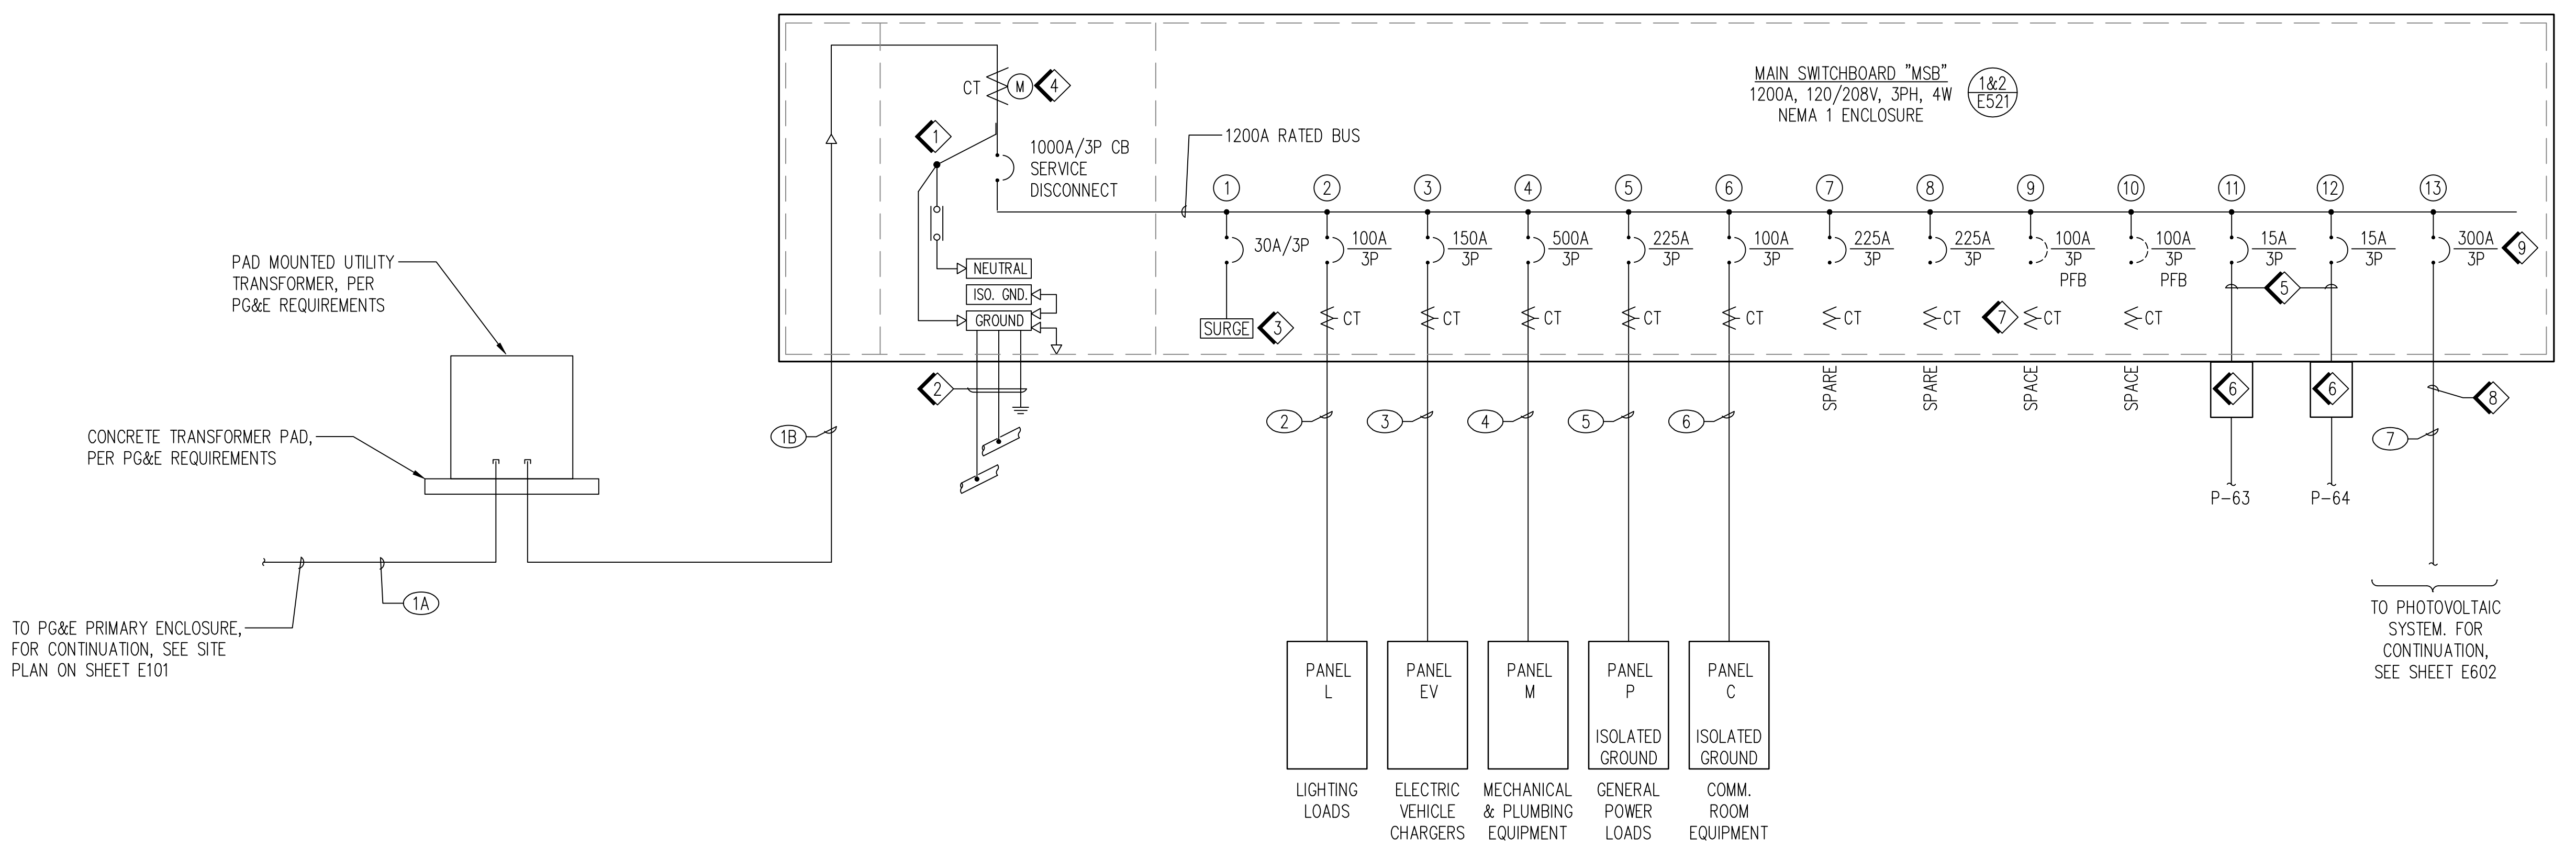 MAIN SWITCHBOARD "MSB"
1200A, 120/208V, 3PH, 4W
NEMA 1 ENCLOSURE
1&2
E521
CT
M
4
1
1000A/3P CB
SERVICE
DISCONNECT
1200A RATED BUS
NEUTRAL
ISO. GND.
GROUND
2
1
2
3
4
5
6
7
8
9
10
11
12
13
30A/3P
100A
3P
150A
3P
500A
3P
225A
3P
100A
3P
225A
3P
225A
3P
100A
3P
PFB
100A
3P
PFB
15A
3P
15A
3P
300A
3P
9
5
SURGE
3
CT
CT
CT
CT
CT
CT
CT
7
CT
CT
SPARE
SPARE
SPACE
SPACE
6
6
8
PAD MOUNTED UTILITY
TRANSFORMER, PER
PG&E REQUIREMENTS
CONCRETE TRANSFORMER PAD,
PER PG&E REQUIREMENTS
1B
2
3
4
5
6
7
P-63
P-64
1A
TO PG&E PRIMARY ENCLOSURE,
FOR CONTINUATION, SEE SITE
PLAN ON SHEET E101
TO PHOTOVOLTAIC
SYSTEM. FOR
CONTINUATION,
SEE SHEET E602
PANEL
L
PANEL
EV
PANEL
M
PANEL
P
ISOLATED
GROUND
PANEL
C
ISOLATED
GROUND
LIGHTING
LOADS
ELECTRIC
VEHICLE
CHARGERS
MECHANICAL
& PLUMBING
EQUIPMENT
GENERAL
POWER
LOADS
COMM.
ROOM
EQUIPMENT